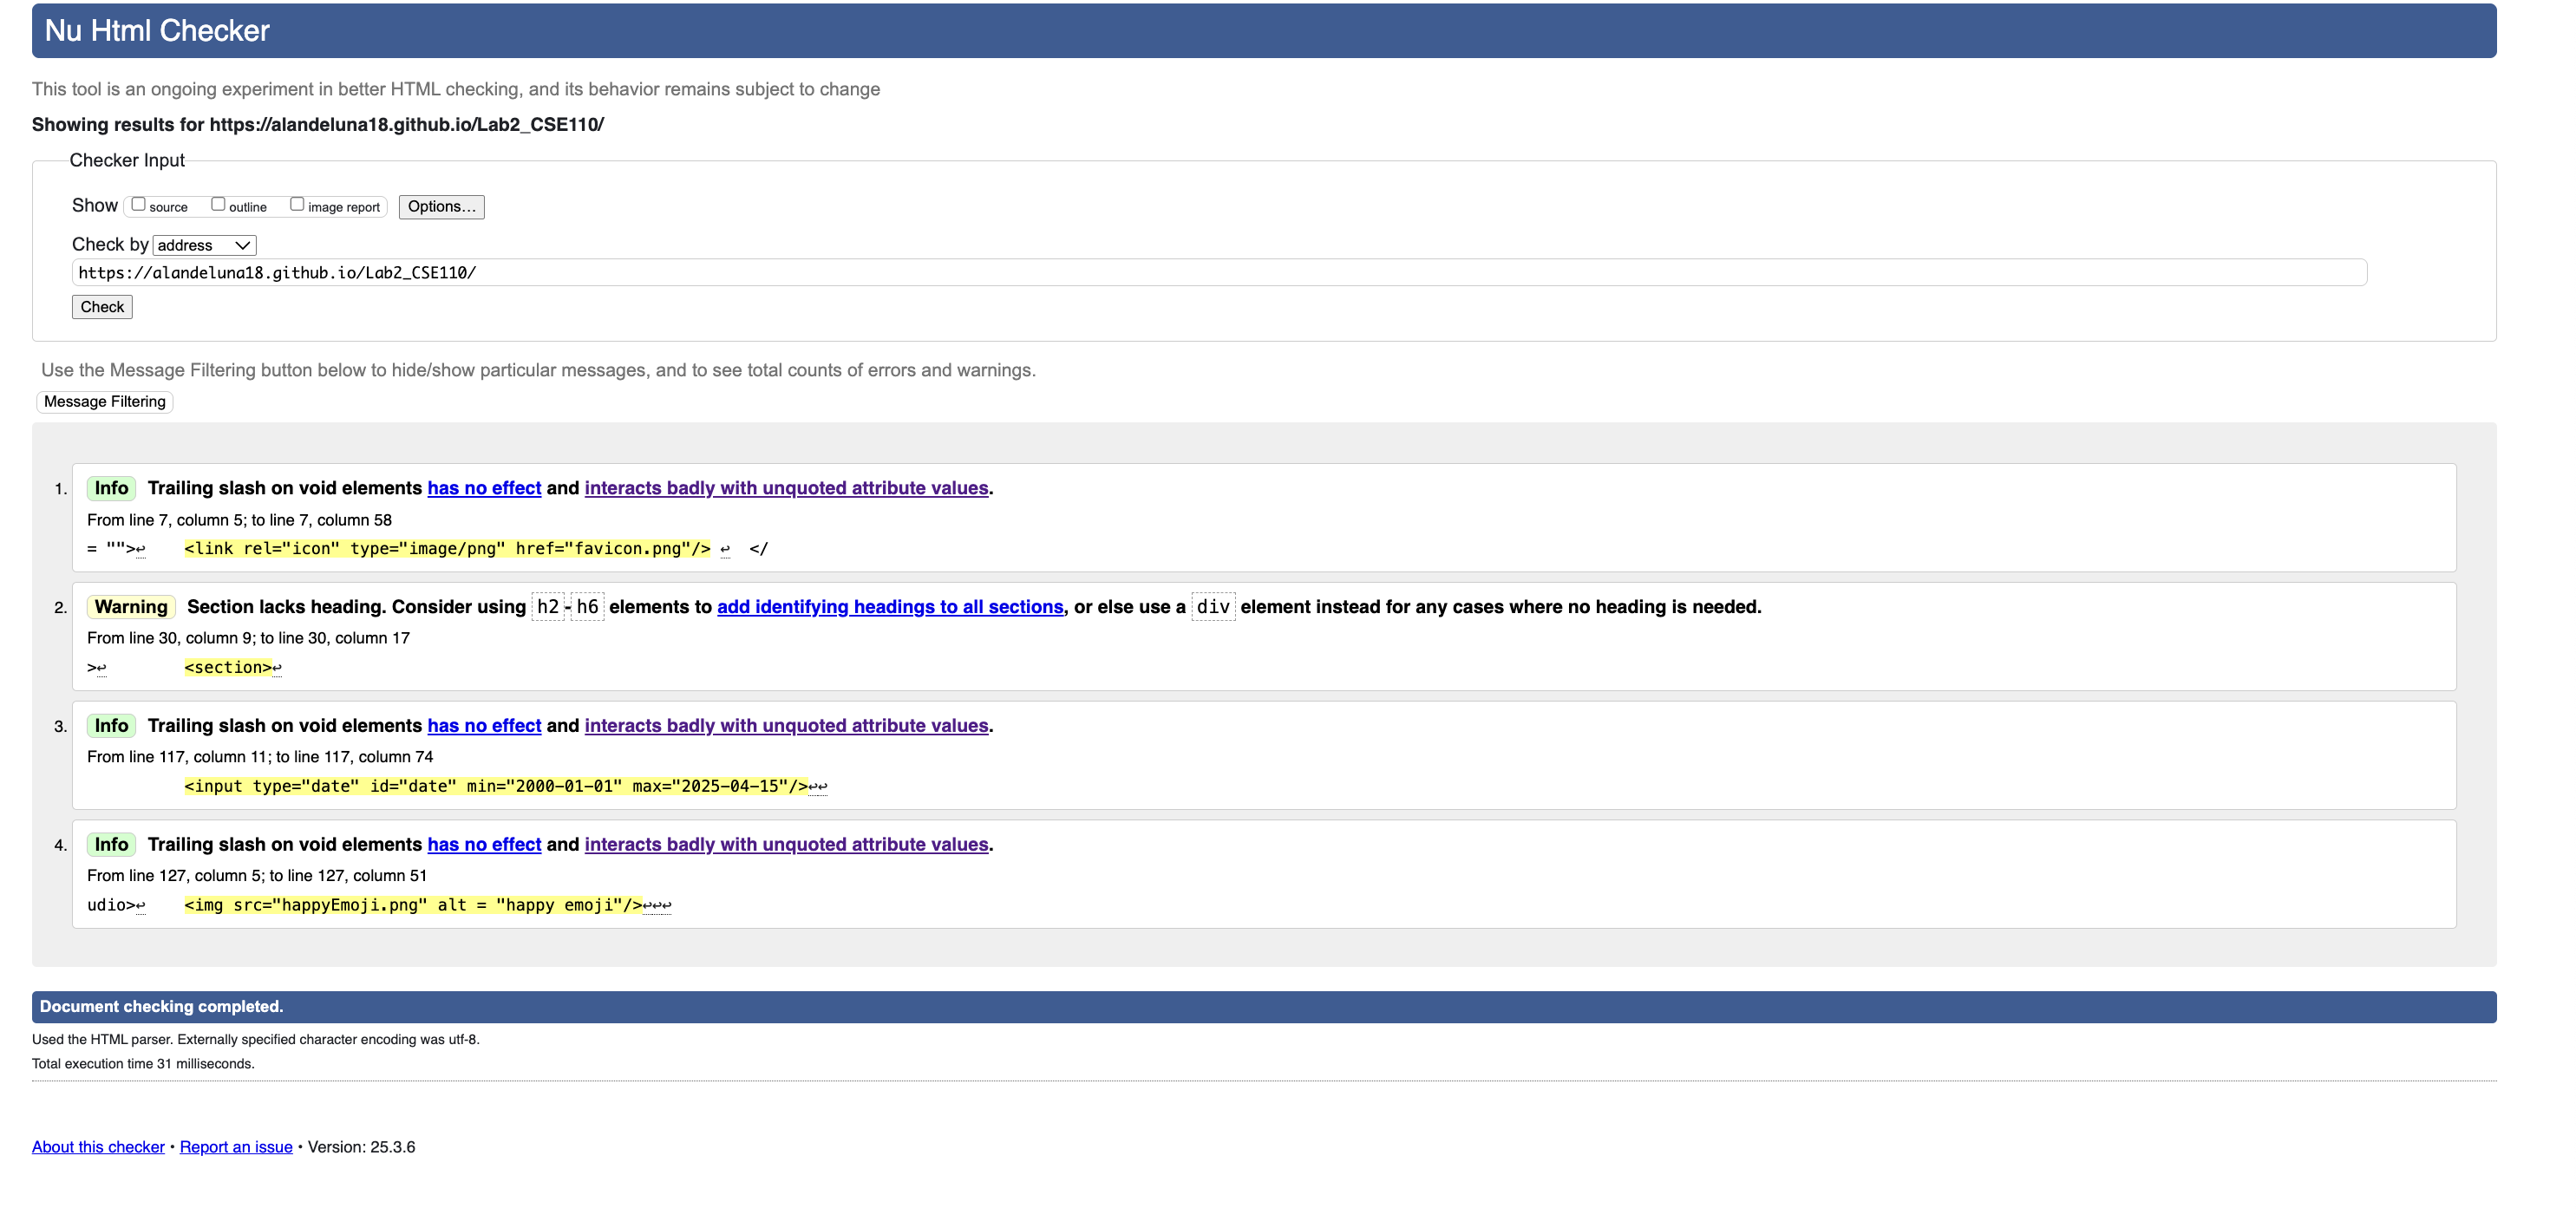 Nu Html Checker
This tool is an ongoing experiment in better HTML checking, and its behavior remains subject to change
Showing results for https://alandeluna18.github.io/Lab2_CSE110/
Checker Input
Show source outline image report Options...
Check by address
https://alandeluna18.github.io/Lab2_CSE110/
Check
Use the Message Filtering button below to hide/show particular messages, and to see total counts of errors and warnings.
Message Filtering
1. Info Trailing slash on void elements has no effect and interacts badly with unquoted attribute values.
From line 7, column 5; to line 7, column 58
= "">↩ <link rel="icon" type="image/png" href="favicon.png"/> ↩ </
2. Warning Section lacks heading. Consider using h2-h6 elements to add identifying headings to all sections, or else use a div element instead for any cases where no heading is needed.
From line 30, column 9; to line 30, column 17
>↩ <section>↩
3. Info Trailing slash on void elements has no effect and interacts badly with unquoted attribute values.
From line 117, column 11; to line 117, column 74
<input type="date" id="date" min="2000-01-01" max="2025-04-15"/>↩↩
4. Info Trailing slash on void elements has no effect and interacts badly with unquoted attribute values.
From line 127, column 5; to line 127, column 51
udio>↩ <img src="happyEmoji.png" alt = "happy emoji"/>↩↩↩
Document checking completed.
Used the HTML parser. Externally specified character encoding was utf-8.
Total execution time 31 milliseconds.
About this checker • Report an issue • Version: 25.3.6